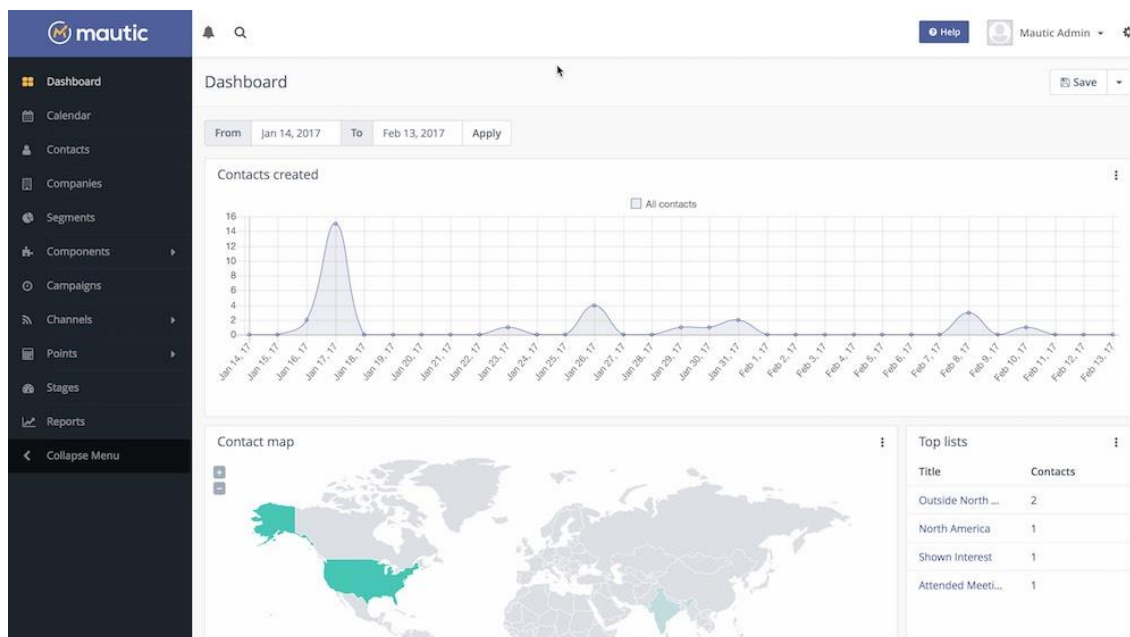 mautic
Help
Mautic Admin
Dashboard
Calendar
Contacts
Companies
Segments
Components
Campaigns
Channels
Points
Stages
Reports
Collapse Menu
Dashboard
Save
From Jan 14, 2017 To Feb 13, 2017 Apply
Contacts created
All contacts
16
14
12
10
8
6
4
2
0
Jan 14, 17
Jan 15, 17
Jan 16, 17
Jan 17, 17
Jan 18, 17
Jan 19, 17
Jan 20, 17
Jan 21, 17
Jan 22, 17
Jan 23, 17
Jan 24, 17
Jan 25, 17
Jan 26, 17
Jan 27, 17
Jan 28, 17
Jan 29, 17
Jan 30, 17
Jan 31, 17
Feb 1, 17
Feb 2, 17
Feb 3, 17
Feb 4, 17
Feb 5, 17
Feb 6, 17
Feb 7, 17
Feb 8, 17
Feb 9, 17
Feb 10, 17
Feb 11, 17
Feb 12, 17
Feb 13, 17
Contact map
+
−
Top lists
Title Contacts
Outside North ... 2
North America 1
Shown Interest 1
Attended Meeti... 1